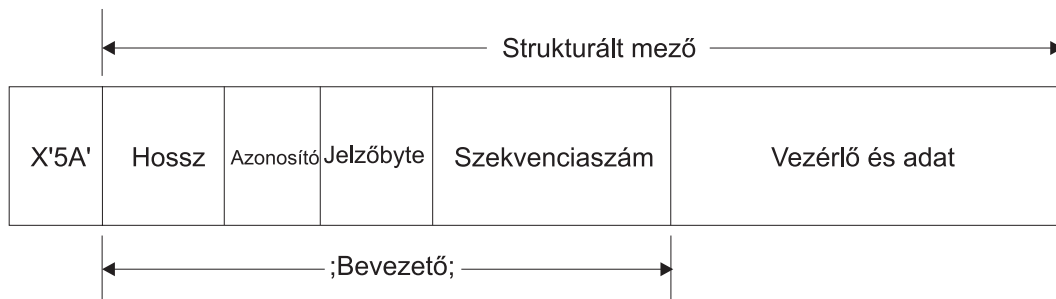 Strukturált mező
X'5A' Hossz Azonosító Jelzőbyte Szekvenciaszám Vezérlő és adat
;Bevezető;